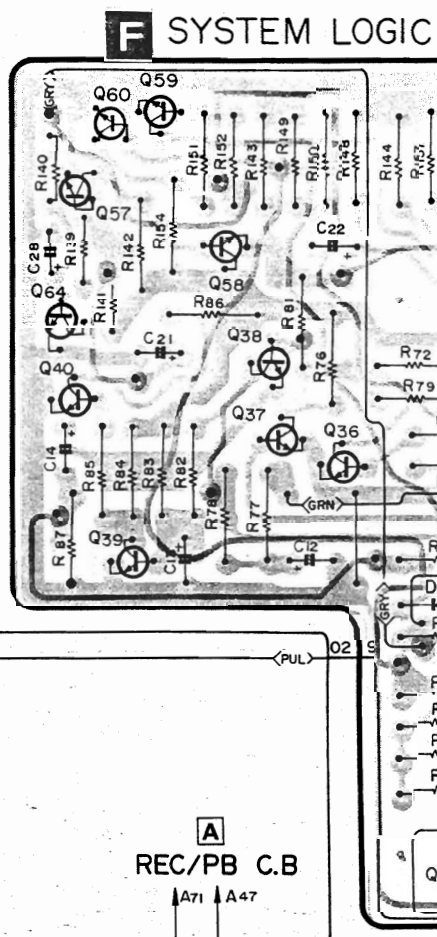 F SYSTEM LOGIC
GRY
Q60
Q59
R140
R151
R152
R143
R149
R150
R148
R144
R153
Q57
C28
R139
R142
R154
Q58
C22
Q64
R141
R86
R81
C21
Q38
R76
R72
R79
Q40
Q37
Q36
C14
R85
R84
R83
R82
R78
R77
GRN
R87
Q39
C12
R
D
GRY
PUL
02
9
A
REC/PB C.B
A71 A47
Q